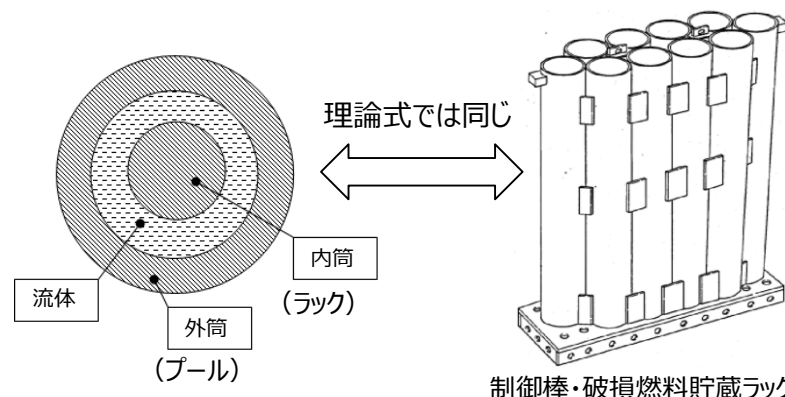 理論式では同じ
内筒
(ラック)
流体
外筒
(プール)
制御棒・破損燃料貯蔵ラック